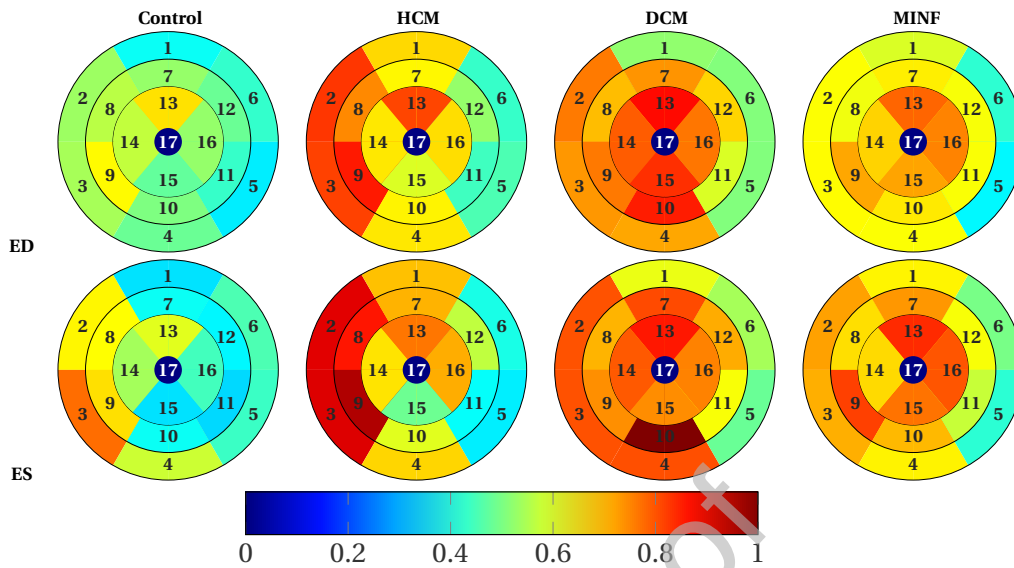 Control HCM DCM MINF
1 1 1 1
7 7 7 7
2 8 13 12 6 2 8 13 12 6 2 8 13 12 6 2 8 13 12 6
14 17 16 14 17 16 14 17 16 14 17 16
3 9 15 11 5 3 9 15 11 5 3 9 15 11 5 3 9 15 11 5
10 10 10 10
4 4 4 4
ED
1 1 1 1
7 7 7 7
2 8 13 12 6 2 8 13 12 6 2 8 13 12 6 2 8 13 12 6
14 17 16 14 17 16 14 17 16 14 17 16
3 9 15 11 5 3 9 15 11 5 3 9 15 11 5 3 9 15 11 5
10 10 10 10
4 4 4 4
ES
0 0.2 0.4 0.6 0.8 1
of